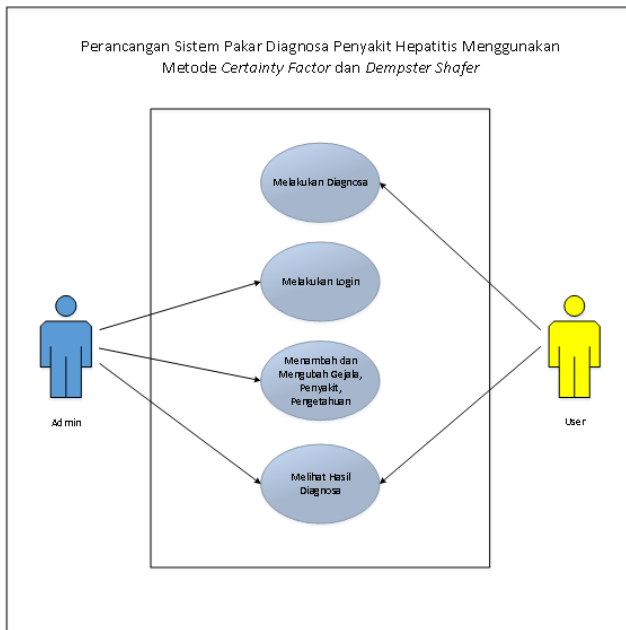 Perancangan Sistem Pakar Diagnosa Penyakit Hepatitis Menggunakan
Metode Certainty Factor dan Dempster Shafer
Melakukan Diagnosa
Melakukan Login
Menambah dan
Mengubah Gejala,
Penyakit,
Pengetahuan
Melihat Hasil
Diagnosa
Admin
User